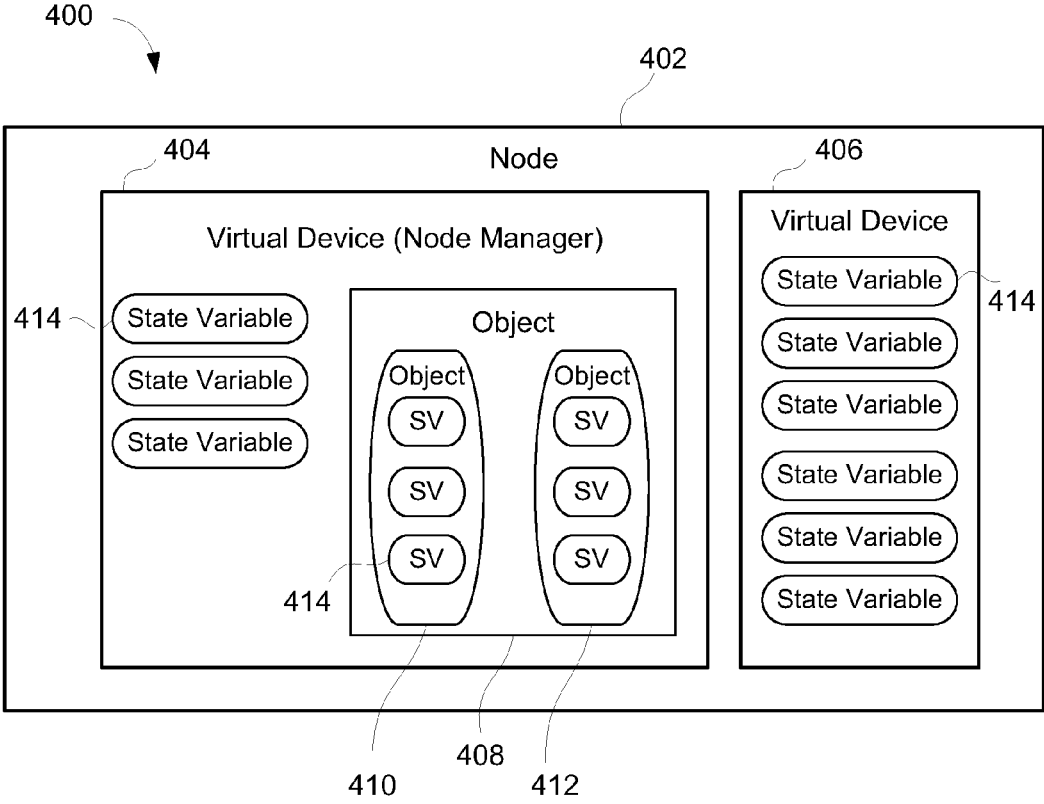 400
402
Node
404
406
Virtual Device (Node Manager)
Virtual Device
State Variable
414
State Variable
State Variable
414
State Variable
State Variable
State Variable
State Variable
State Variable
State Variable
Object
Object
SV
SV
SV
414
Object
SV
SV
SV
408
410
412